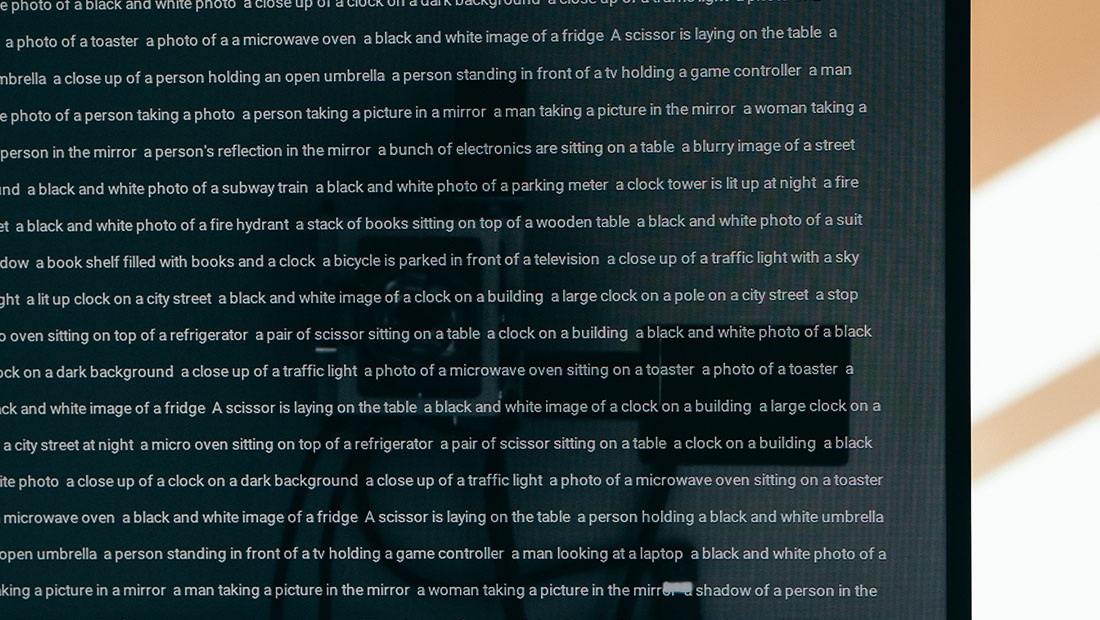 photo of a black and white photo a close up of a clock on a dark background a close up of a traffic light
a photo of a toaster a photo of a a microwave oven a black and white image of a fridge A scissor is laying on the table a
a close up of a person holding an open umbrella a person standing in front of a tv holding a game controller a man
photo of a person taking a photo a person taking a picture in a mirror a man taking a picture in the mirror a woman taking a
person in the mirror a person's reflection in the mirror a bunch of electronics are sitting on a table a blurry image of a street
a black and white photo of a subway train a black and white photo of a parking meter a clock tower is lit up at night a fire
a black and white photo of a fire hydrant a stack of books sitting on top of a wooden table a black and white photo of a suit
a book shelf filled with books and a clock a bicycle is parked in front of a television a close up of a traffic light with a sky
a lit up clock on a city street a black and white image of a clock on a building a large clock on a pole on a city street a stop
oven sitting on top of a refrigerator a pair of scissor sitting on a table a clock on a building a black and white photo of a black
on a dark background a close up of a traffic light a photo of a microwave oven sitting on a toaster a photo of a toaster a
and white image of a fridge A scissor is laying on the table a black and white image of a clock on a building a large clock on a
a city street at night a micro oven sitting on top of a refrigerator a pair of scissor sitting on a table a clock on a building a black
photo a close up of a clock on a dark background a close up of a traffic light a photo of a microwave oven sitting on a toaster
microwave oven a black and white image of a fridge A scissor is laying on the table a person holding a black and white umbrella
open umbrella a person standing in front of a tv holding a game controller a man looking at a laptop a black and white photo of a
a picture in a mirror a man taking a picture in the mirror a woman taking a picture in the mirror a shadow of a person in the